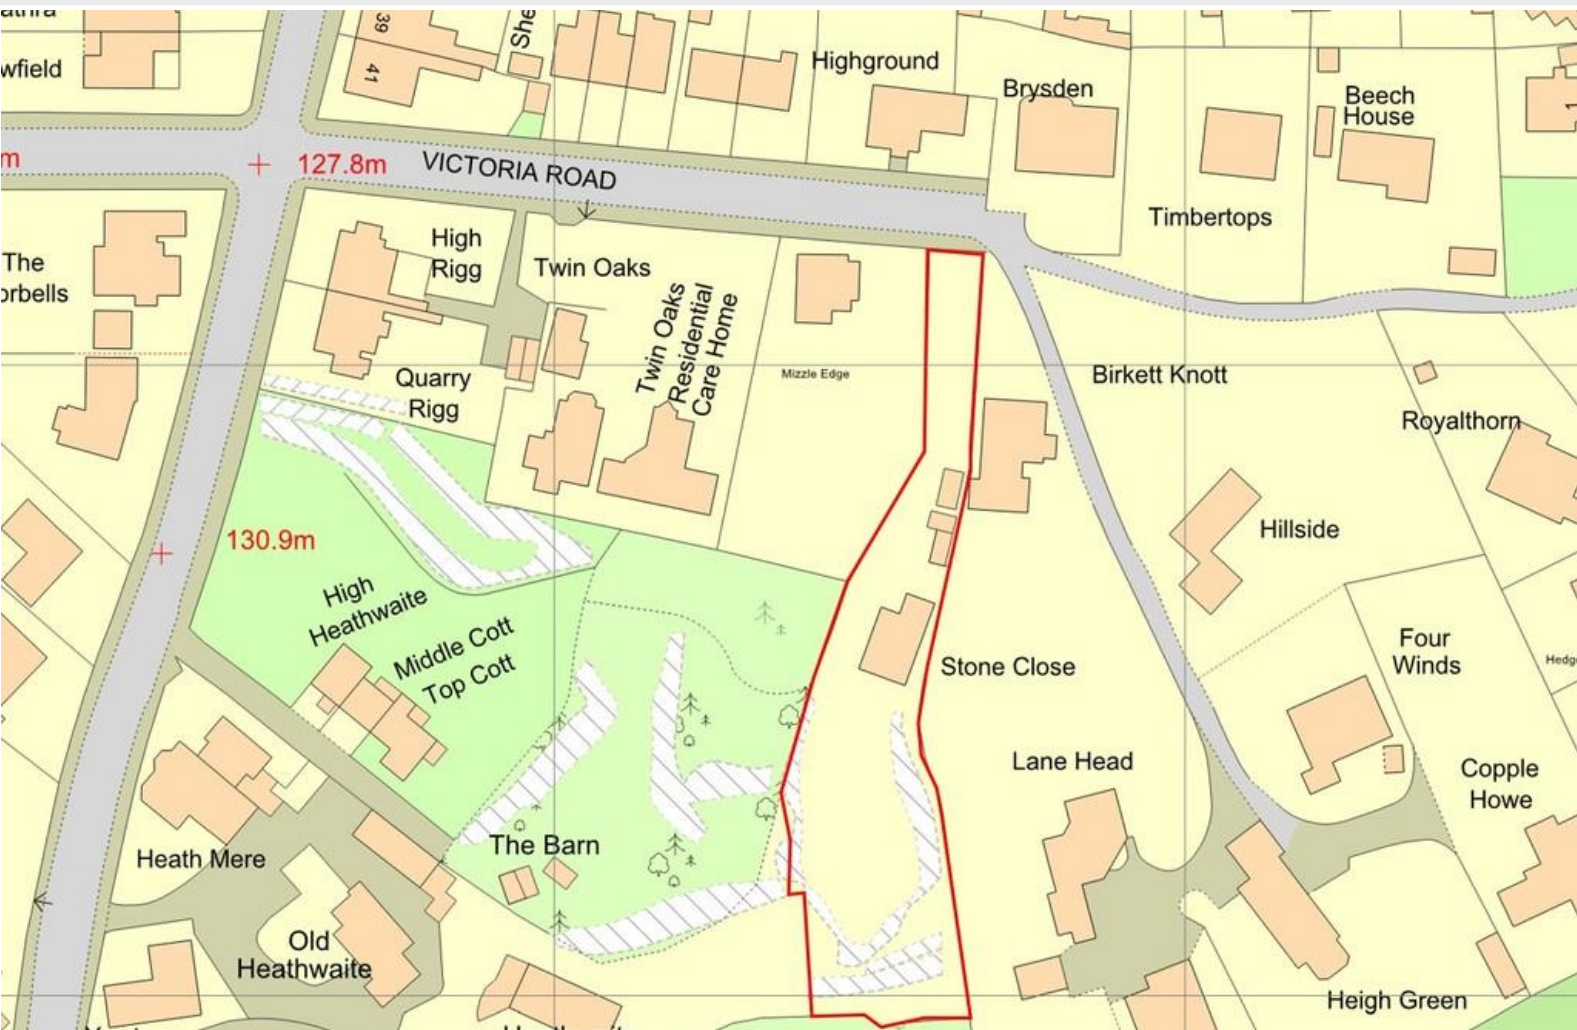 39
41
She
Highground
Brysden
Beech
House
1
wfield
m
127.8m
VICTORIA ROAD
Timbertops
High
Rigg
Twin Oaks
Twin Oaks
Residential
Care Home
The
orbells
Mizzle Edge
Quarry
Rigg
Birkett Knott
Royalthorn
Hillside
130.9m
High
Heathwaite
Middle Cott
Top Cott
Stone Close
Four
Winds
Hedge
Lane Head
Copple
Howe
The Barn
Heath Mere
Old
Heathwaite
Heigh Green